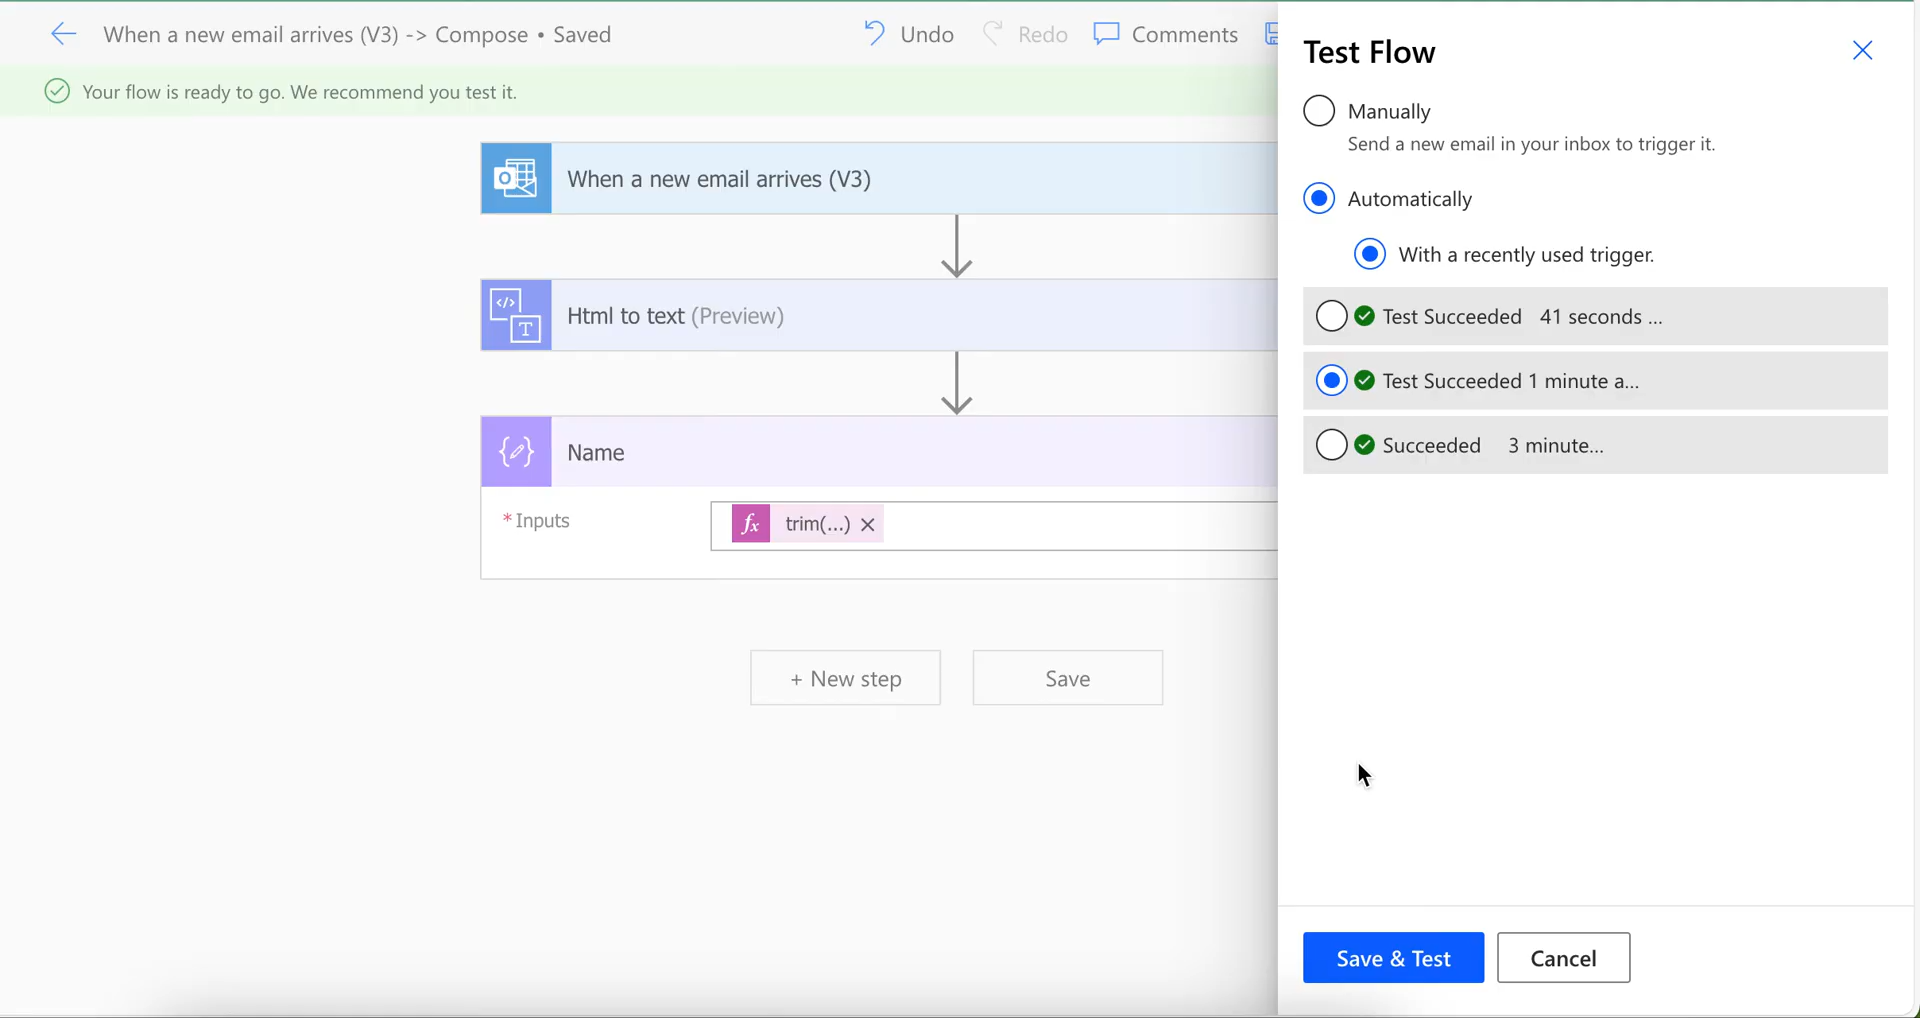 When a new email arrives (V3) -> Compose • Saved
Undo
Redo
Comments
Your flow is ready to go. We recommend you test it.
When a new email arrives (V3)
Html to text (Preview)
Name
* Inputs
fx trim(...)
+ New step
Save
Test Flow
Manually
Send a new email in your inbox to trigger it.
Automatically
With a recently used trigger.
Test Succeeded 41 seconds ...
Test Succeeded 1 minute a...
Succeeded 3 minute...
Save & Test
Cancel